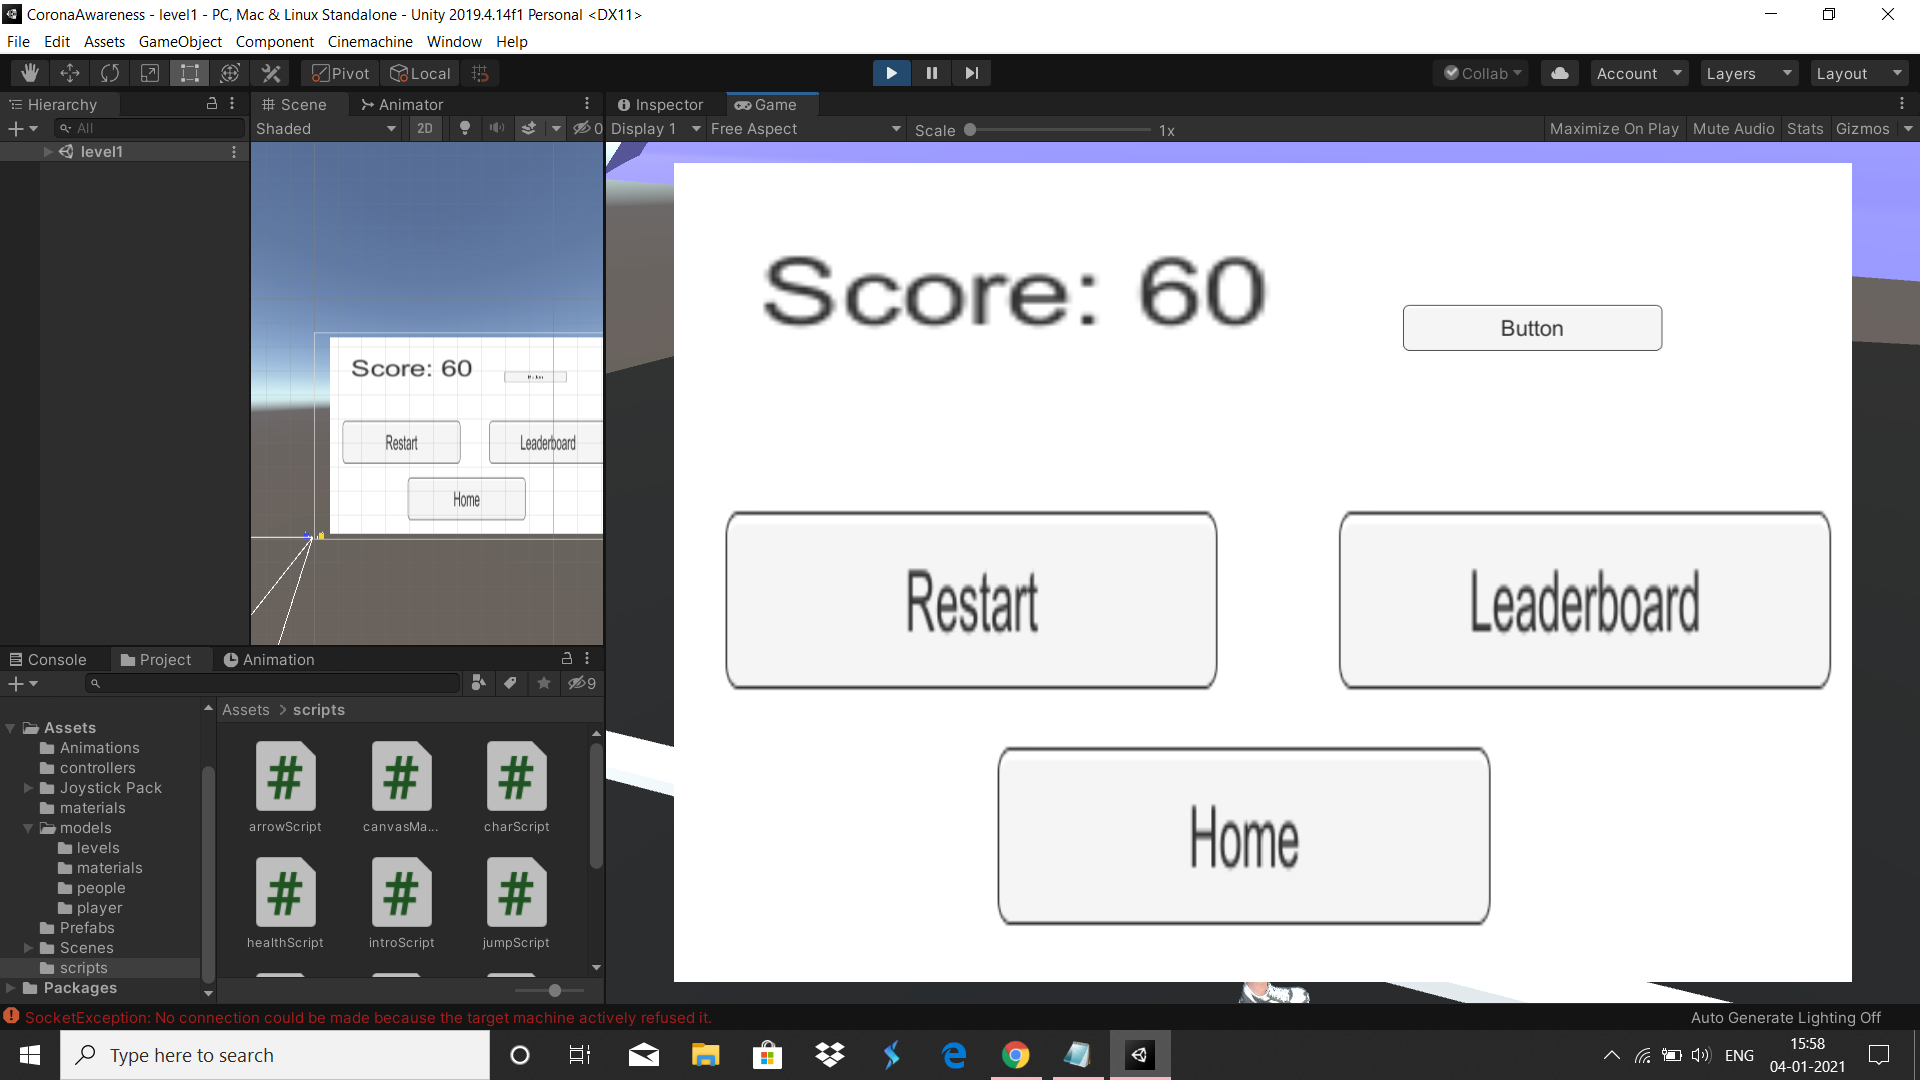 CoronaAwareness - level1 - PC, Mac & Linux Standalone - Unity 2019.4.14f1 Personal <DX11>
File Edit Assets GameObject Component Cinemachine Window Help
Pivot Local Collab Account Layers Layout
Hierarchy
Scene Animator
Inspector Game
All
Shaded 2D 0
Display 1 Free Aspect Scale 1x Maximize On Play Mute Audio Stats Gizmos
level1
Score: 60
Button
Restart Leaderboard
Home
Score: 60
Button
Restart Leaderboard
Home
Console Project Animation
9
Assets > scripts
Assets
Animations
controllers
Joystick Pack
materials
models
levels
materials
people
player
Prefabs
Scenes
scripts
Packages
arrowScript canvasMa... charScript
healthScript introScript jumpScript
SocketException: No connection could be made because the target machine actively refused it.
Auto Generate Lighting Off
Type here to search
ENG
15:58
04-01-2021